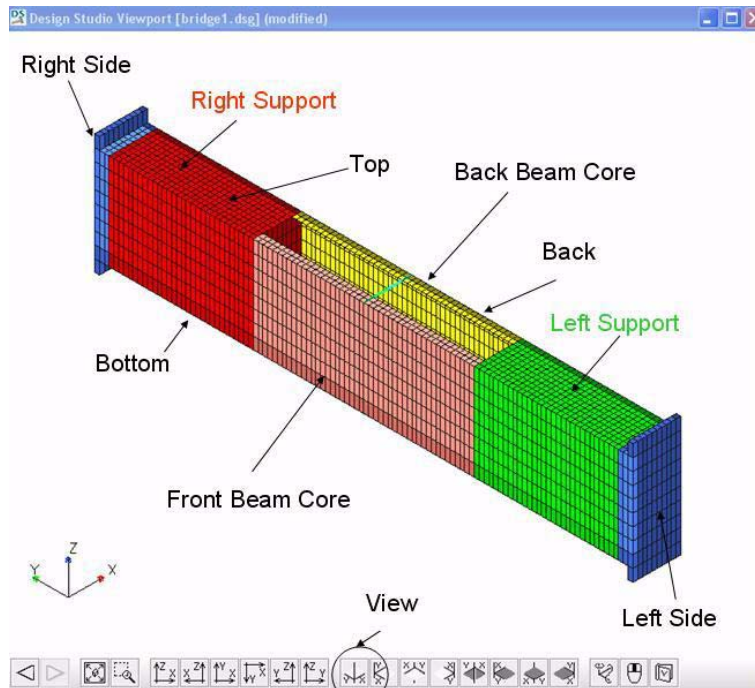 Design Studio Viewport [bridge1.dsg] (modified)
Right Side
Right Support
Top
Back Beam Core
Back
Left Support
Bottom
Front Beam Core
Z
Y
X
View
Left Side